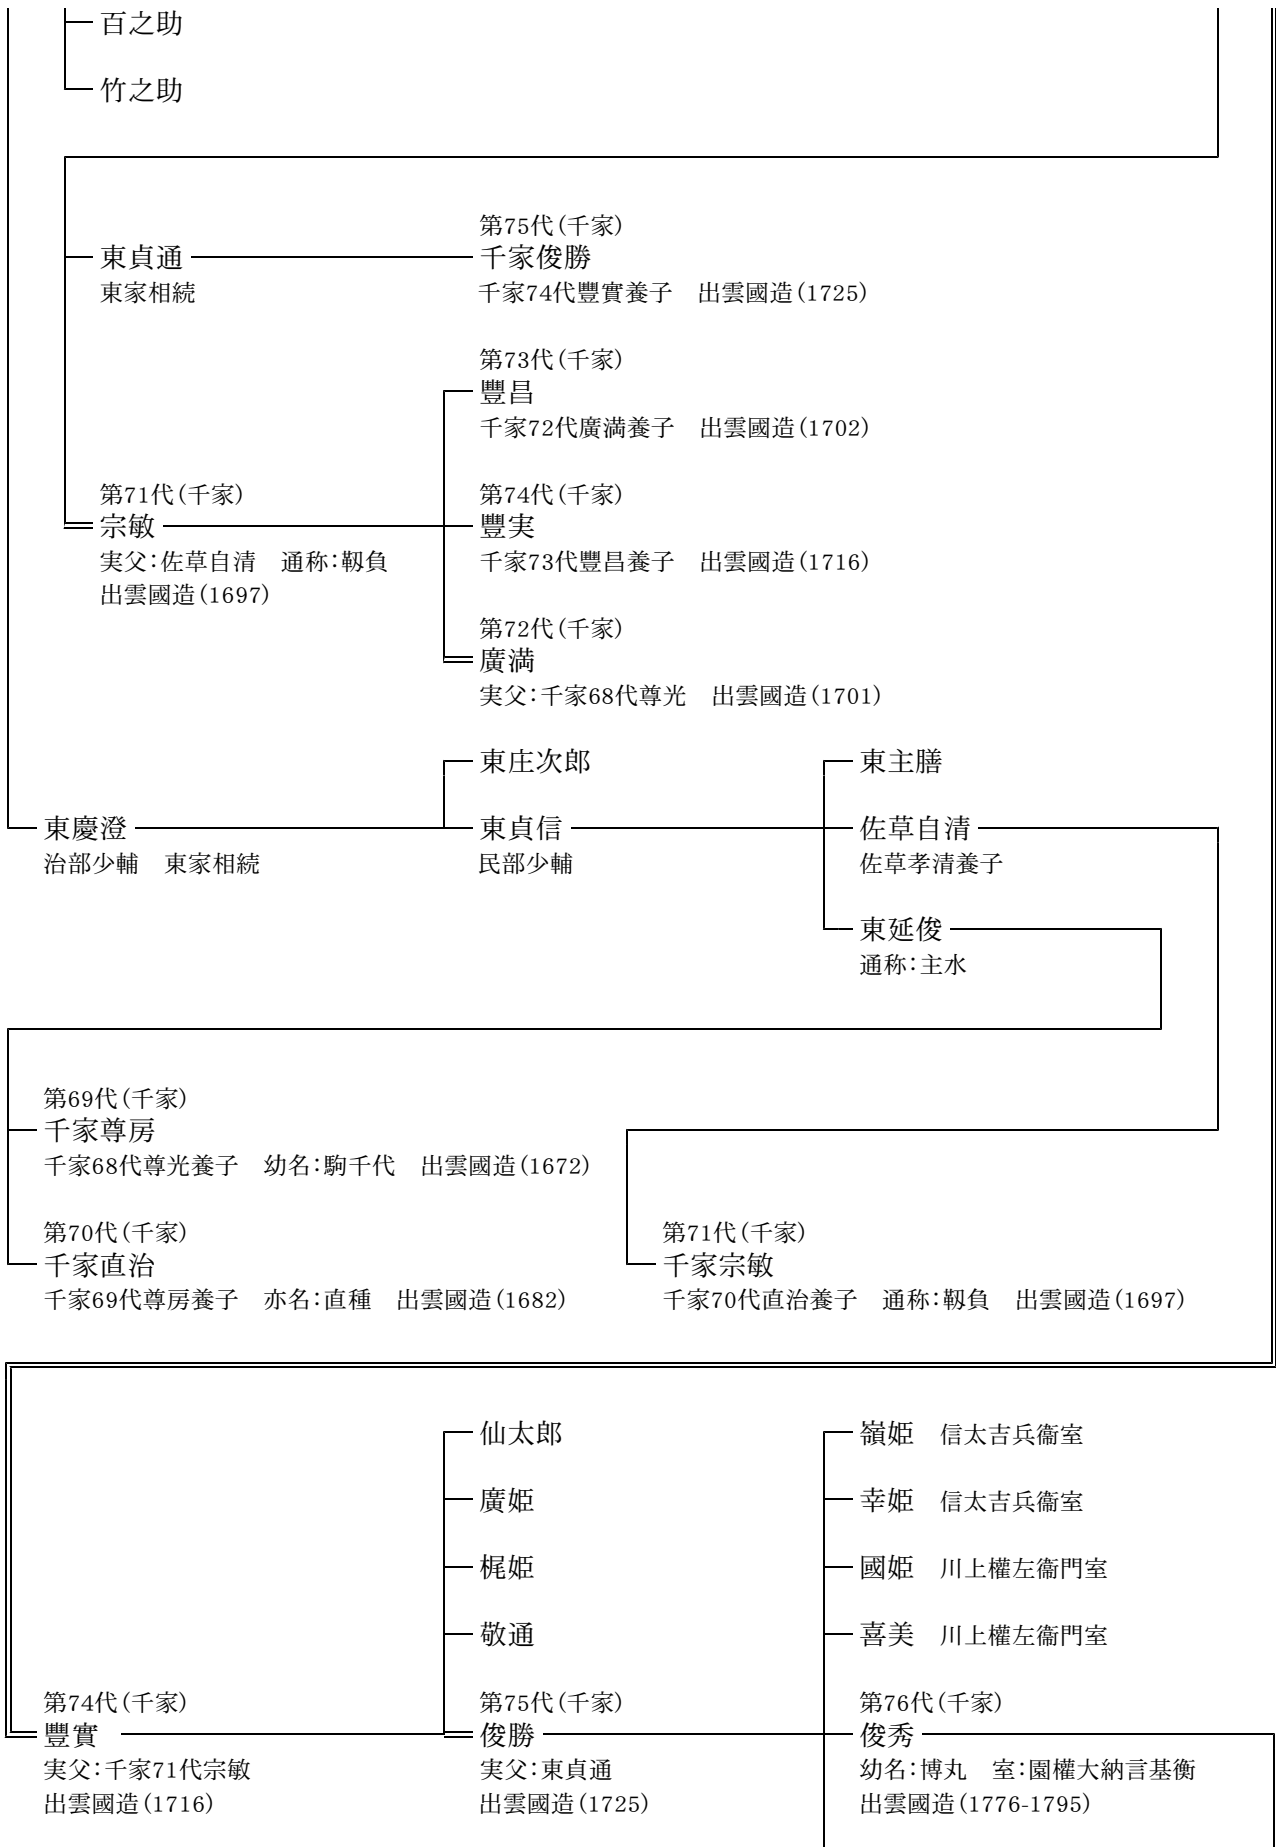 百之助
竹之助
第75代(千家)
東貞通 千家俊勝
東家相続 千家74代豐實養子　出雲國造(1725)
第73代(千家)
豐昌
千家72代廣満養子　出雲國造(1702)
第71代(千家) 第74代(千家)
宗敏 豐実
実父:佐草自清　通称:靱負 千家73代豐昌養子　出雲國造(1716)
出雲國造(1697)
第72代(千家)
廣満
実父:千家68代尊光　出雲國造(1701)
東庄次郎 東主膳
東慶澄 東貞信 佐草自清
治部少輔　東家相続 民部少輔 佐草孝清養子
東延俊
通称:主水
第69代(千家)
千家尊房
千家68代尊光養子　幼名:駒千代　出雲國造(1672)
第70代(千家) 第71代(千家)
千家直治 千家宗敏
千家69代尊房養子　亦名:直種　出雲國造(1682) 千家70代直治養子　通称:靱負　出雲國造(1697)
仙太郎 嶺姫　信太吉兵衞室
廣姫 幸姫　信太吉兵衞室
梶姫 國姫　川上權左衞門室
敬通 喜美　川上權左衞門室
第74代(千家) 第75代(千家) 第76代(千家)
豐實 俊勝 俊秀
実父:千家71代宗敏 実父:東貞通 幼名:博丸　室:園權大納言基衡
出雲國造(1716) 出雲國造(1725) 出雲國造(1776-1795)